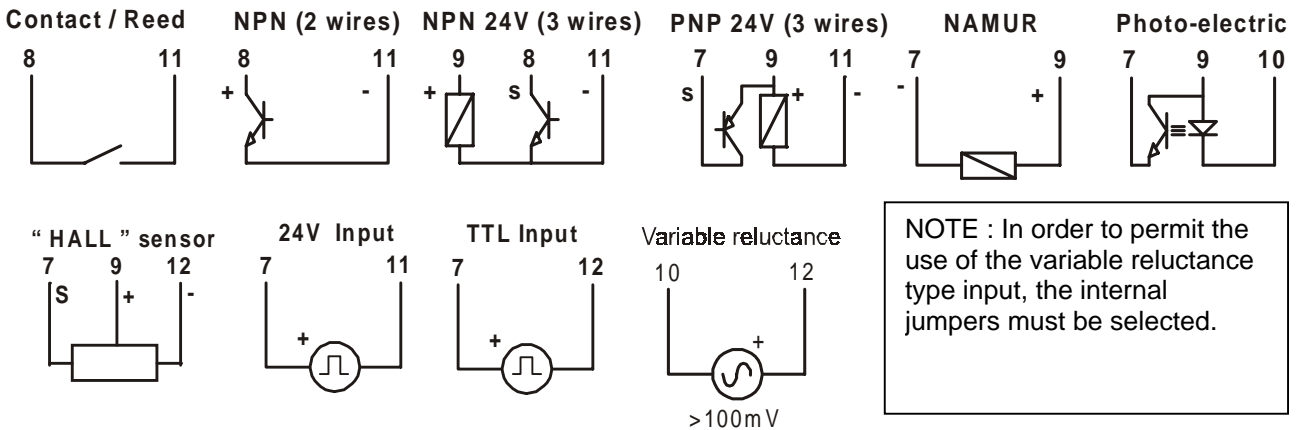 Contact / Reed NPN (2 wires) NPN 24V (3 wires) PNP 24V (3 wires) NAMUR Photo-electric
8 11 8 11 9 8 11 7 9 11 7 9 7 9 10
+ - + S - S + - - +
“ HALL ” sensor 24V Input TTL Input Variable reluctance
7 9 12 7 11 7 12 10 12
S + - + + +
>100mV
NOTE : In order to permit the
use of the variable reluctance
type input, the internal
jumpers must be selected.